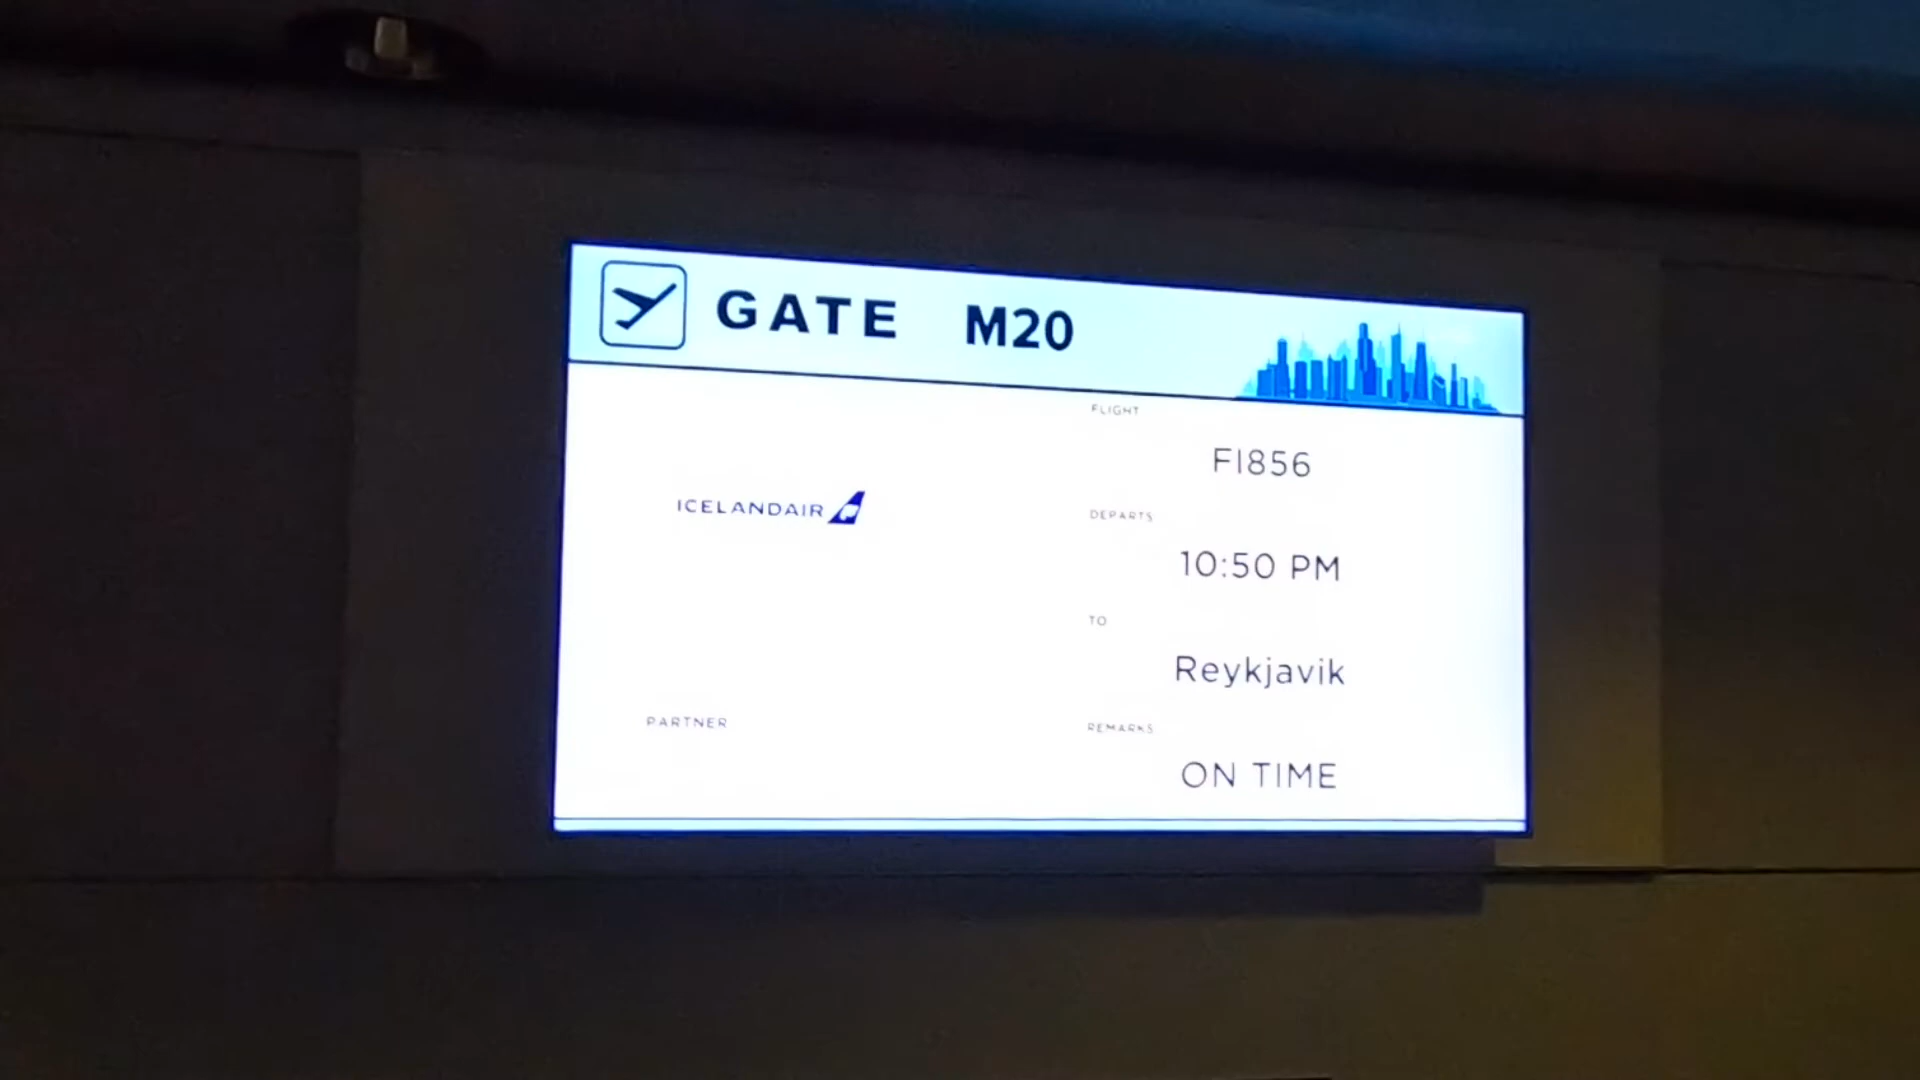 GATE M20
FLIGHT
FI856
ICELANDAIR
DEPARTS
10:50 PM
TO
Reykjavik
PARTNER
REMARKS
ON TIME